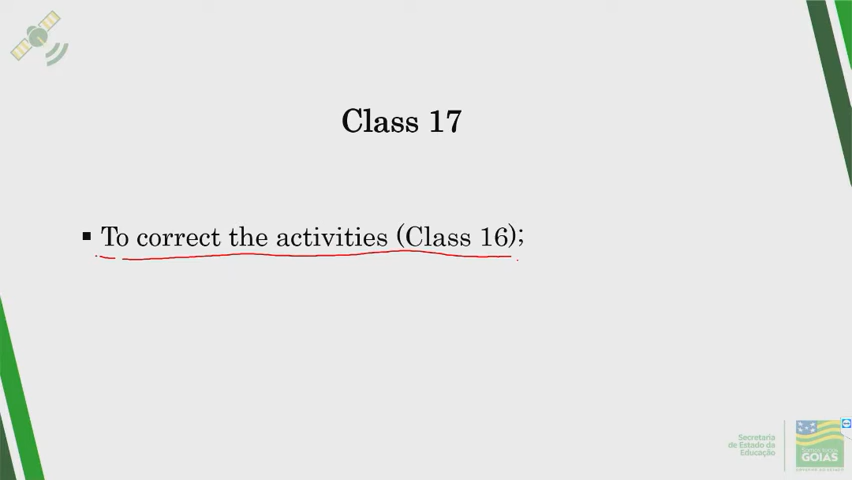 Class 17
▪ To correct the activities (Class 16);
Secretaria
de Estado da
Educação
GOIÁS